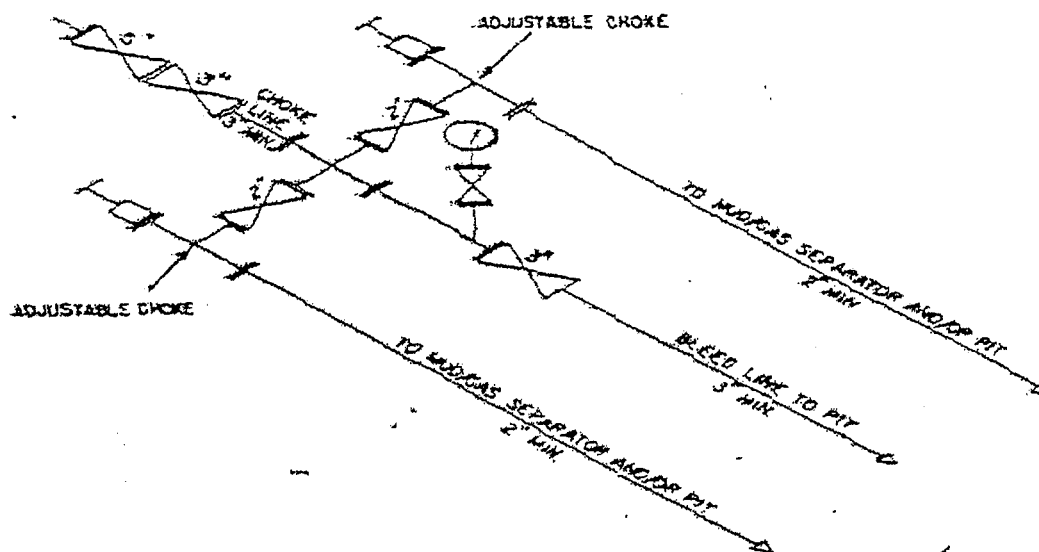 ADJUSTABLE CHOKE
3"
3"
CHOKE
LINE
3" MIN.
2"
2"
3"
ADJUSTABLE CHOKE
TO MUD/GAS SEPARATOR AND/OR PIT
2" MIN.
BLEED LINE TO PIT
3" MIN.
TO MUD/GAS SEPARATOR AND/OR PIT
2" MIN.